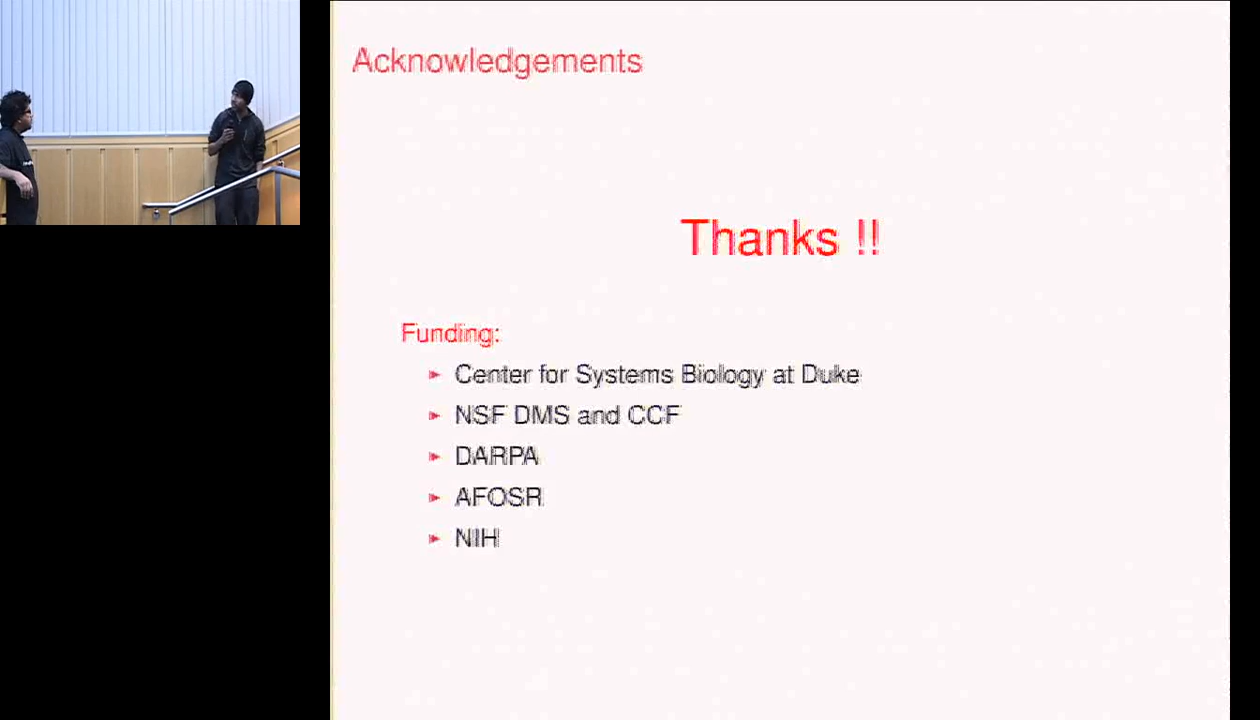 Acknowledgements
Thanks !!
Funding:
Center for Systems Biology at Duke
NSF DMS and CCF
DARPA
AFOSR
NIH